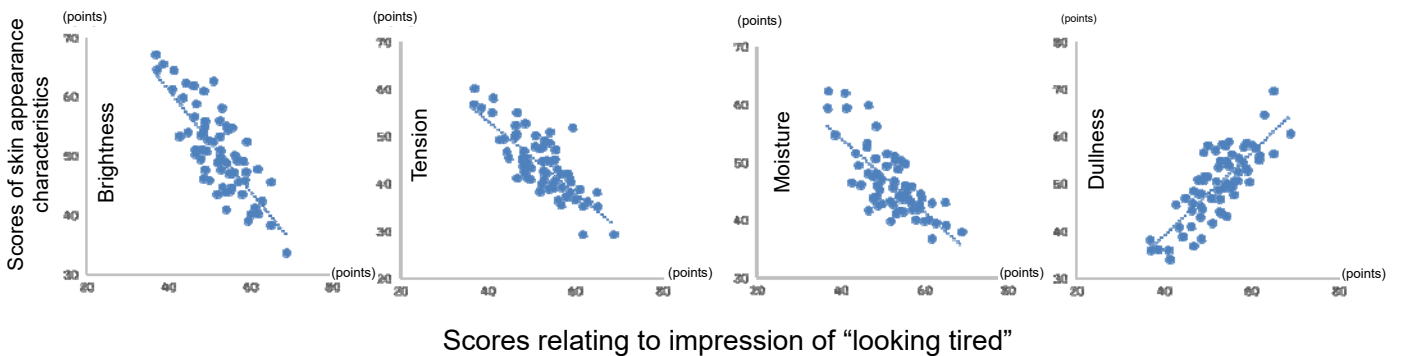 (points)
(points)
(points)
(points)
Scores of skin appearance
characteristics
Brightness
70
60
50
40
30
20
40
60
80
(points)
Tension
70
60
50
40
30
20
20
40
60
80
(points)
Moisture
70
60
50
40
30
20
40
60
80
(points)
Dullness
80
70
60
50
40
30
20
40
60
80
(points)
Scores relating to impression of “looking tired”